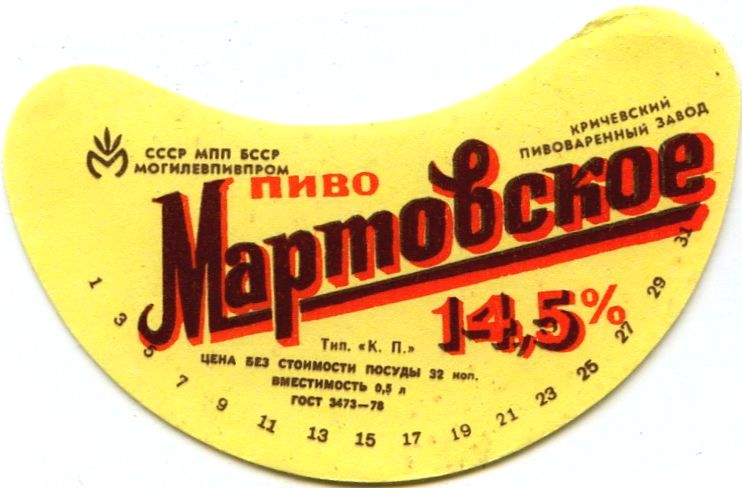 СССР МПП БССР
МОГИЛЕВПИВПРОМ
КРИЧЕВСКИЙ
ПИВОВАРЕННЫЙ ЗАВОД
ПИВО
Мартовское
14,5%
Тип. «К. П.»
ЦЕНА БЕЗ СТОИМОСТИ ПОСУДЫ 32 коп.
ВМЕСТИМОСТЬ 0,5 л
ГОСТ 3473—78
1 3 5 7 9 11 13 15 17 19 21 23 25 27 29 31